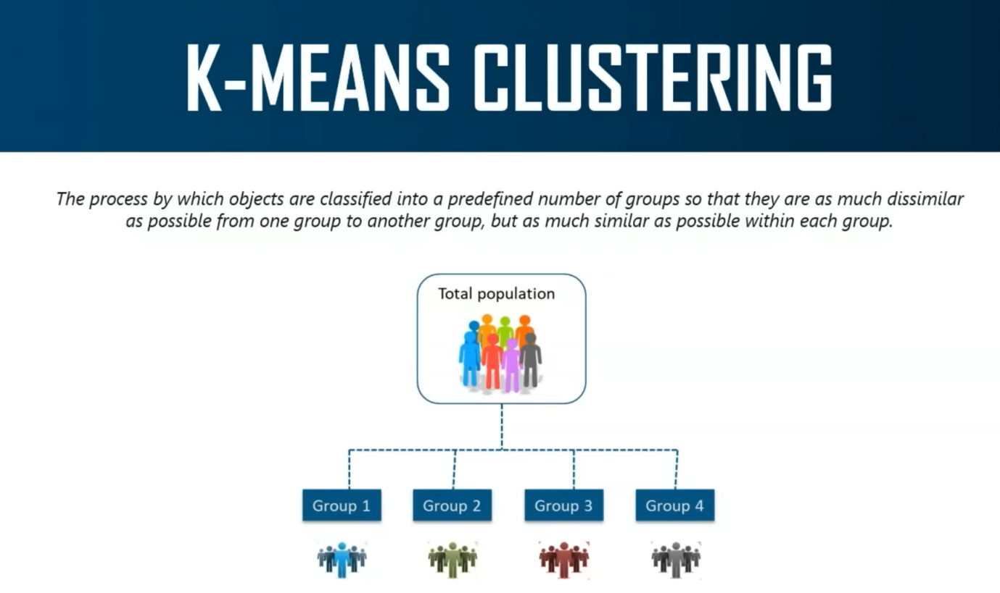 K-MEANS CLUSTERING
The process by which objects are classified into a predefined number of groups so that they are as much dissimilar
as possible from one group to another group, but as much similar as possible within each group.
Total population
Group 1
Group 2
Group 3
Group 4